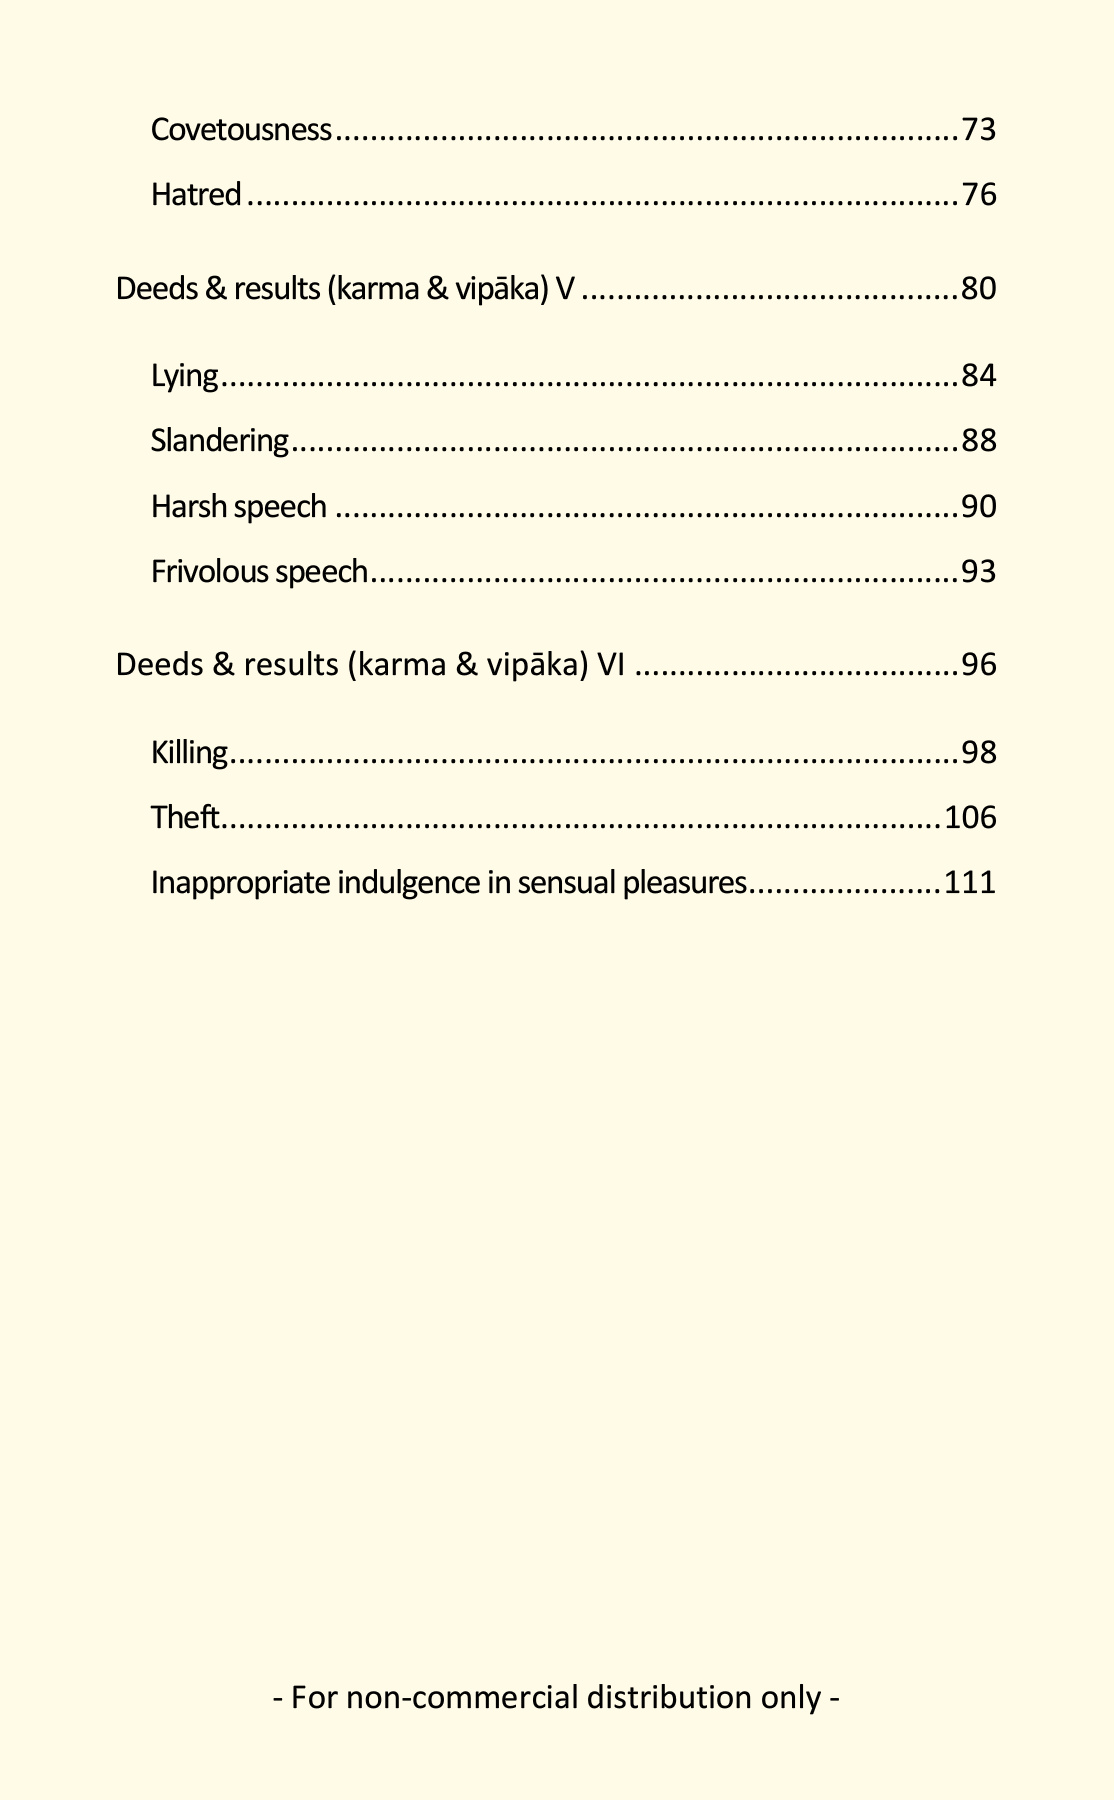 Covetousness........................................................................73
Hatred ..................................................................................76
Deeds & results (karma & vipāka) V ...........................................80
Lying.....................................................................................84
Slandering.............................................................................88
Harsh speech ........................................................................90
Frivolous speech....................................................................93
Deeds & results (karma & vipāka) VI .....................................96
Killing....................................................................................98
Theft...................................................................................106
Inappropriate indulgence in sensual pleasures......................111
- For non-commercial distribution only -